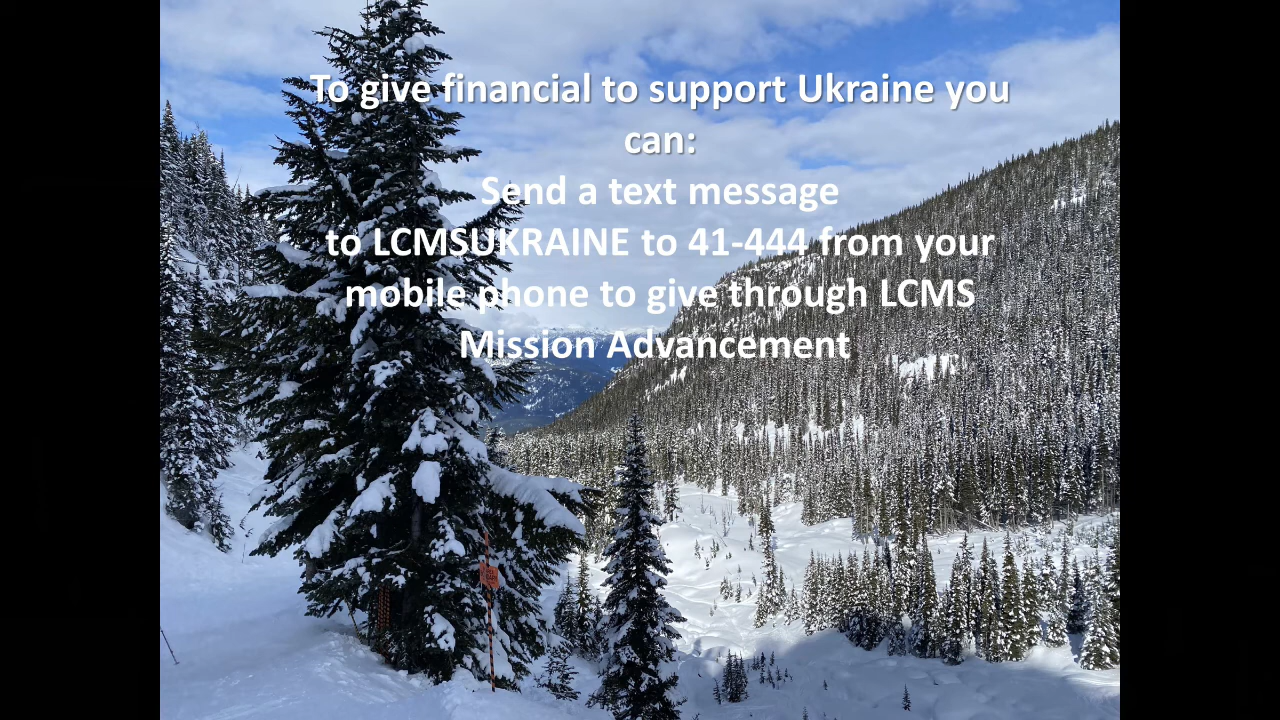 To give financial to support Ukraine you
can:
Send a text message
to LCMSUKRAINE to 41-444 from your
mobile phone to give through LCMS
Mission Advancement